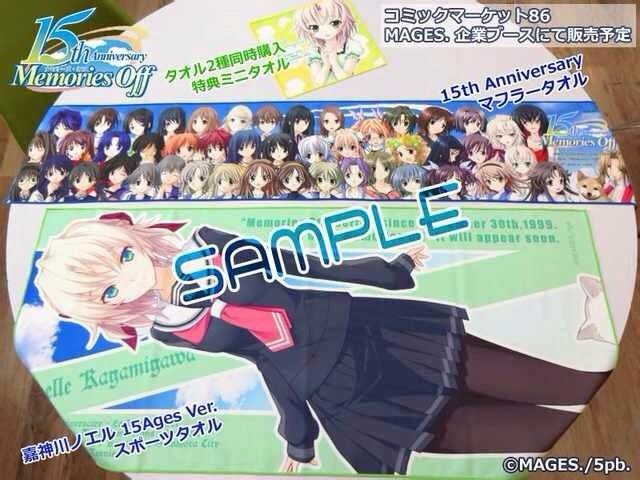 15th Anniversary
Memories Off
コミックマーケット86
MAGES. 企業ブースにて販売予定
タオル2種同時購入
特典ミニタオル
15th Anniversary
マフラータオル
15th
Memories Off
SAMPLE
"Memories
since
30th,1999.
it will appear soon.
elle Kagamigawa
嘉神川ノエル 15Ages Ver.
スポーツタオル
©MAGES./5pb.